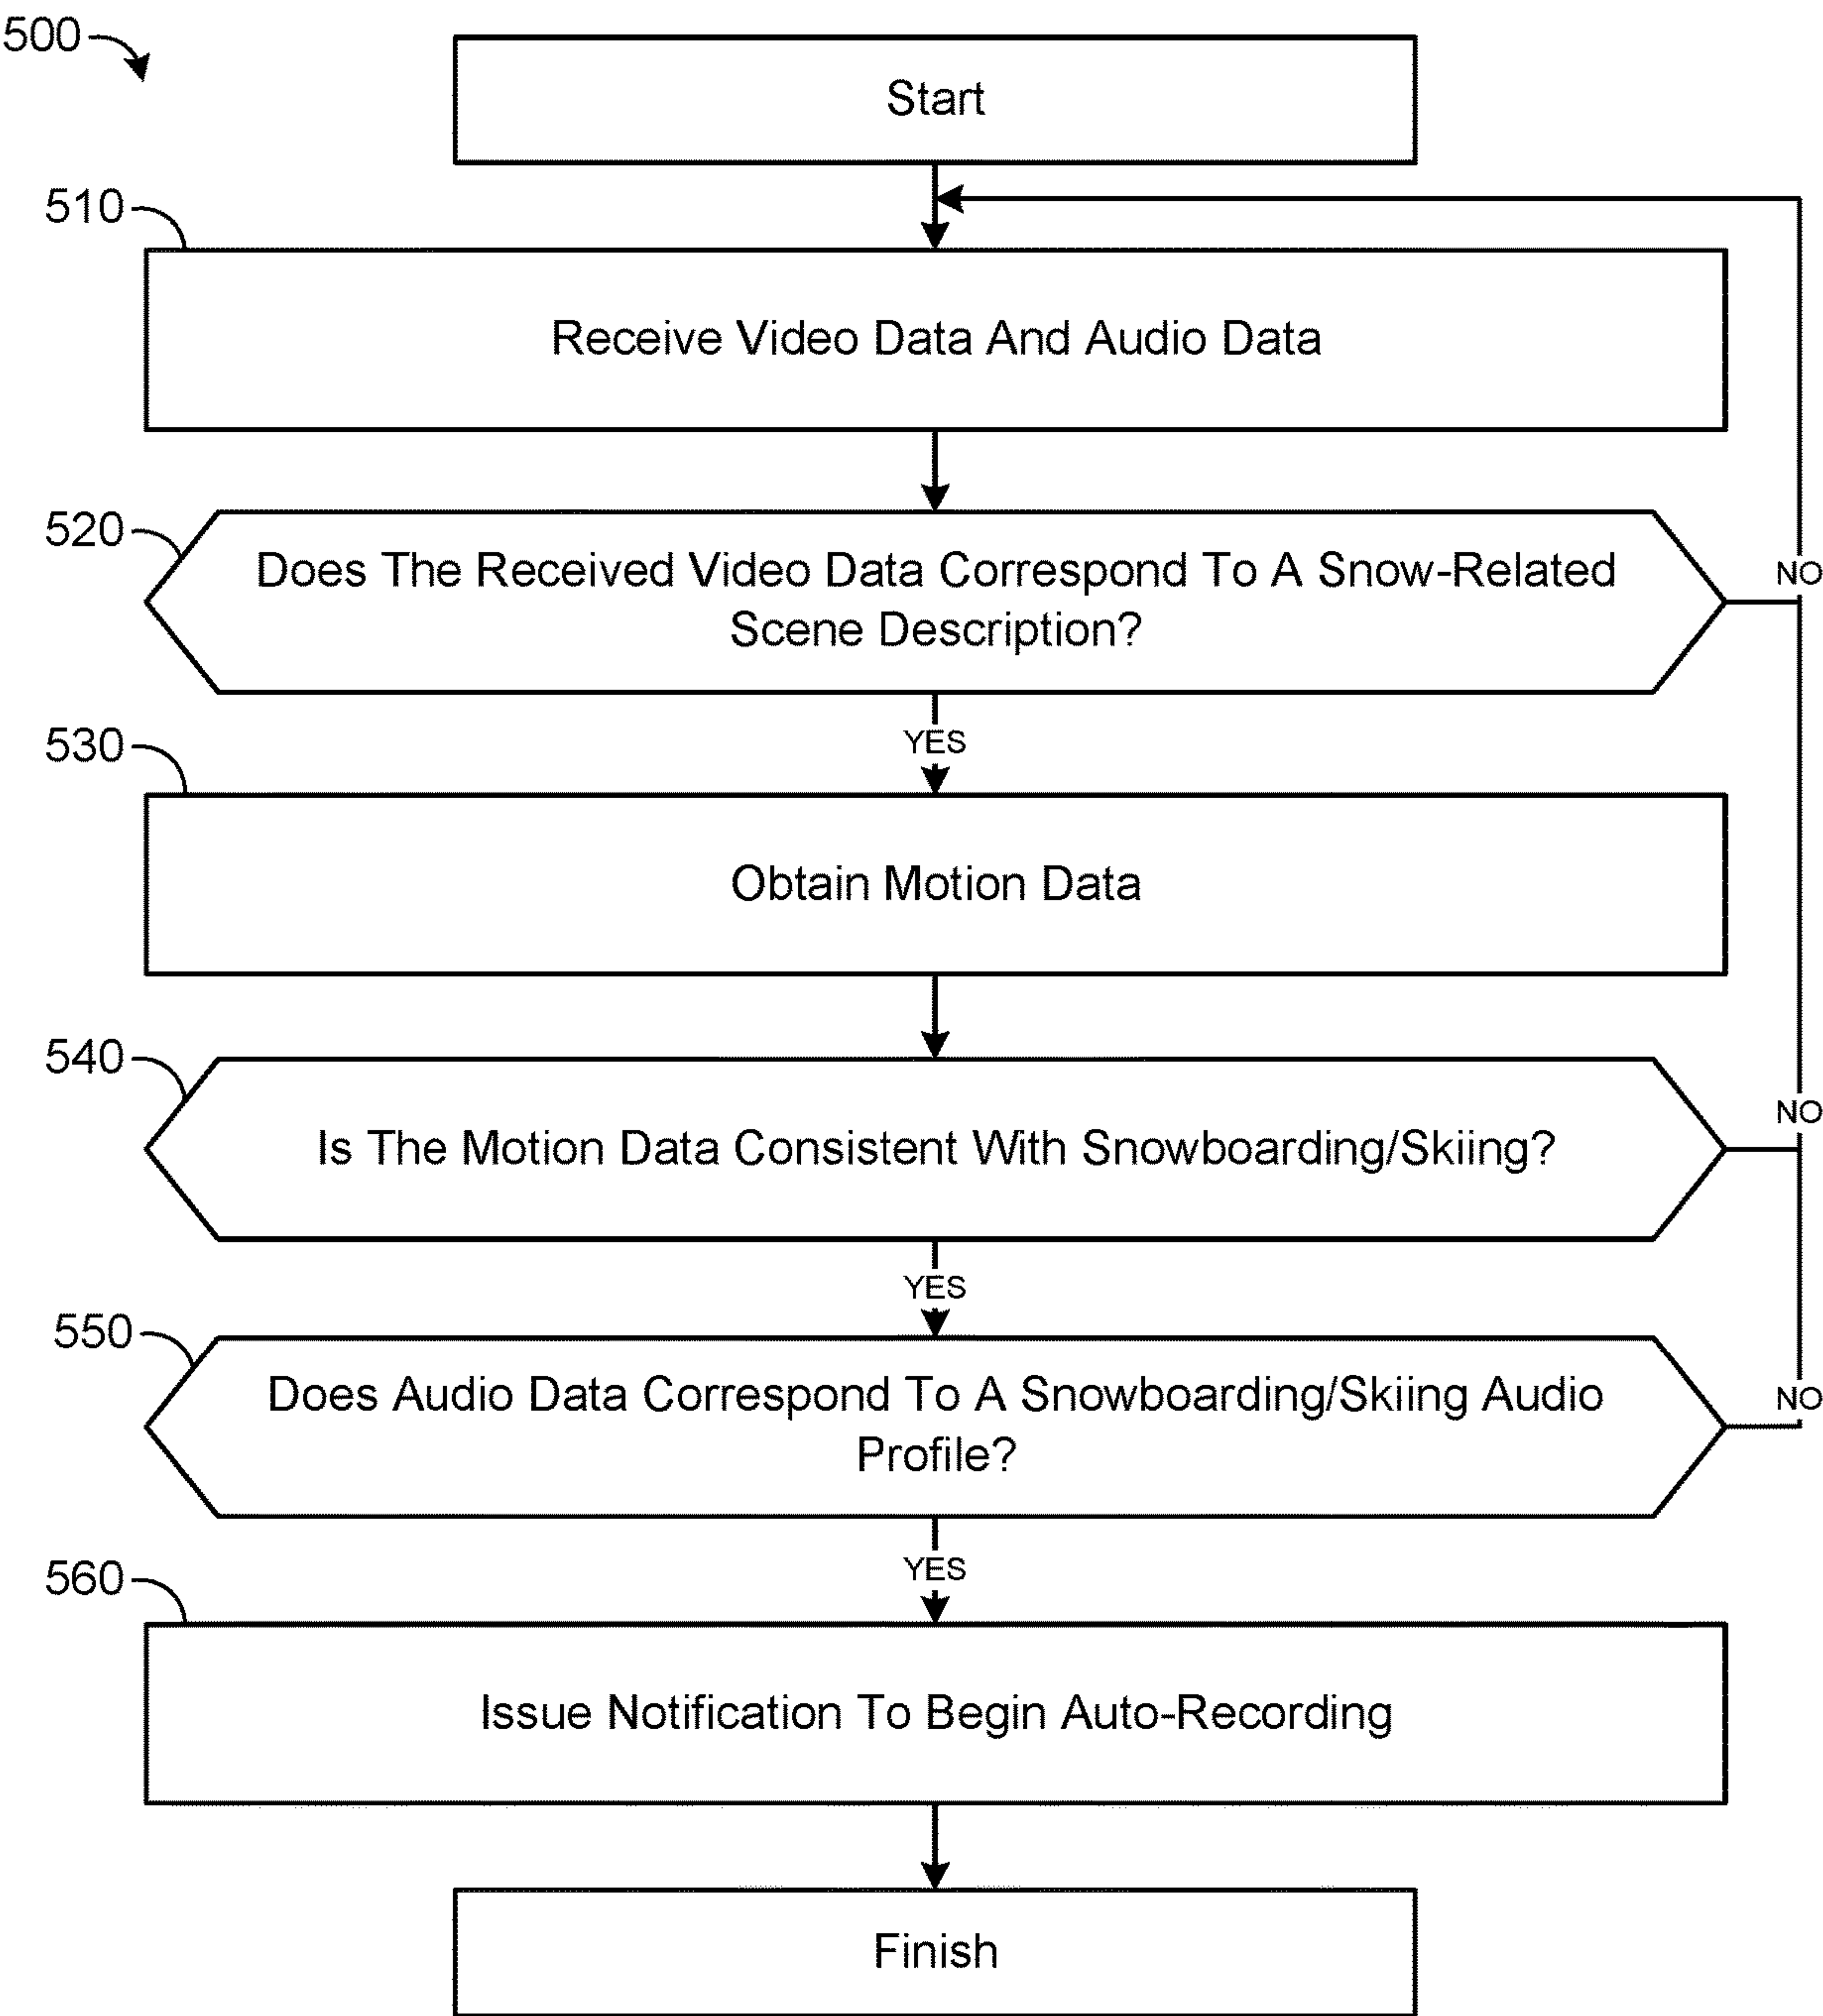 500
Start
510
Receive Video Data And Audio Data
520
Does The Received Video Data Correspond To A Snow-Related
Scene Description?
NO
YES
530
Obtain Motion Data
540
Is The Motion Data Consistent With Snowboarding/Skiing?
NO
YES
550
Does Audio Data Correspond To A Snowboarding/Skiing Audio
Profile?
NO
YES
560
Issue Notification To Begin Auto-Recording
Finish